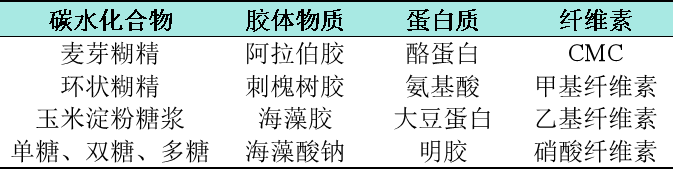 碳水化合物 胶体物质 蛋白质 纤维素
麦芽糊精 阿拉伯胶 酪蛋白 CMC
环状糊精 刺槐树胶 氨基酸 甲基纤维素
玉米淀粉糖浆 海藻胶 大豆蛋白 乙基纤维素
单糖、双糖、多糖 海藻酸钠 明胶 硝酸纤维素